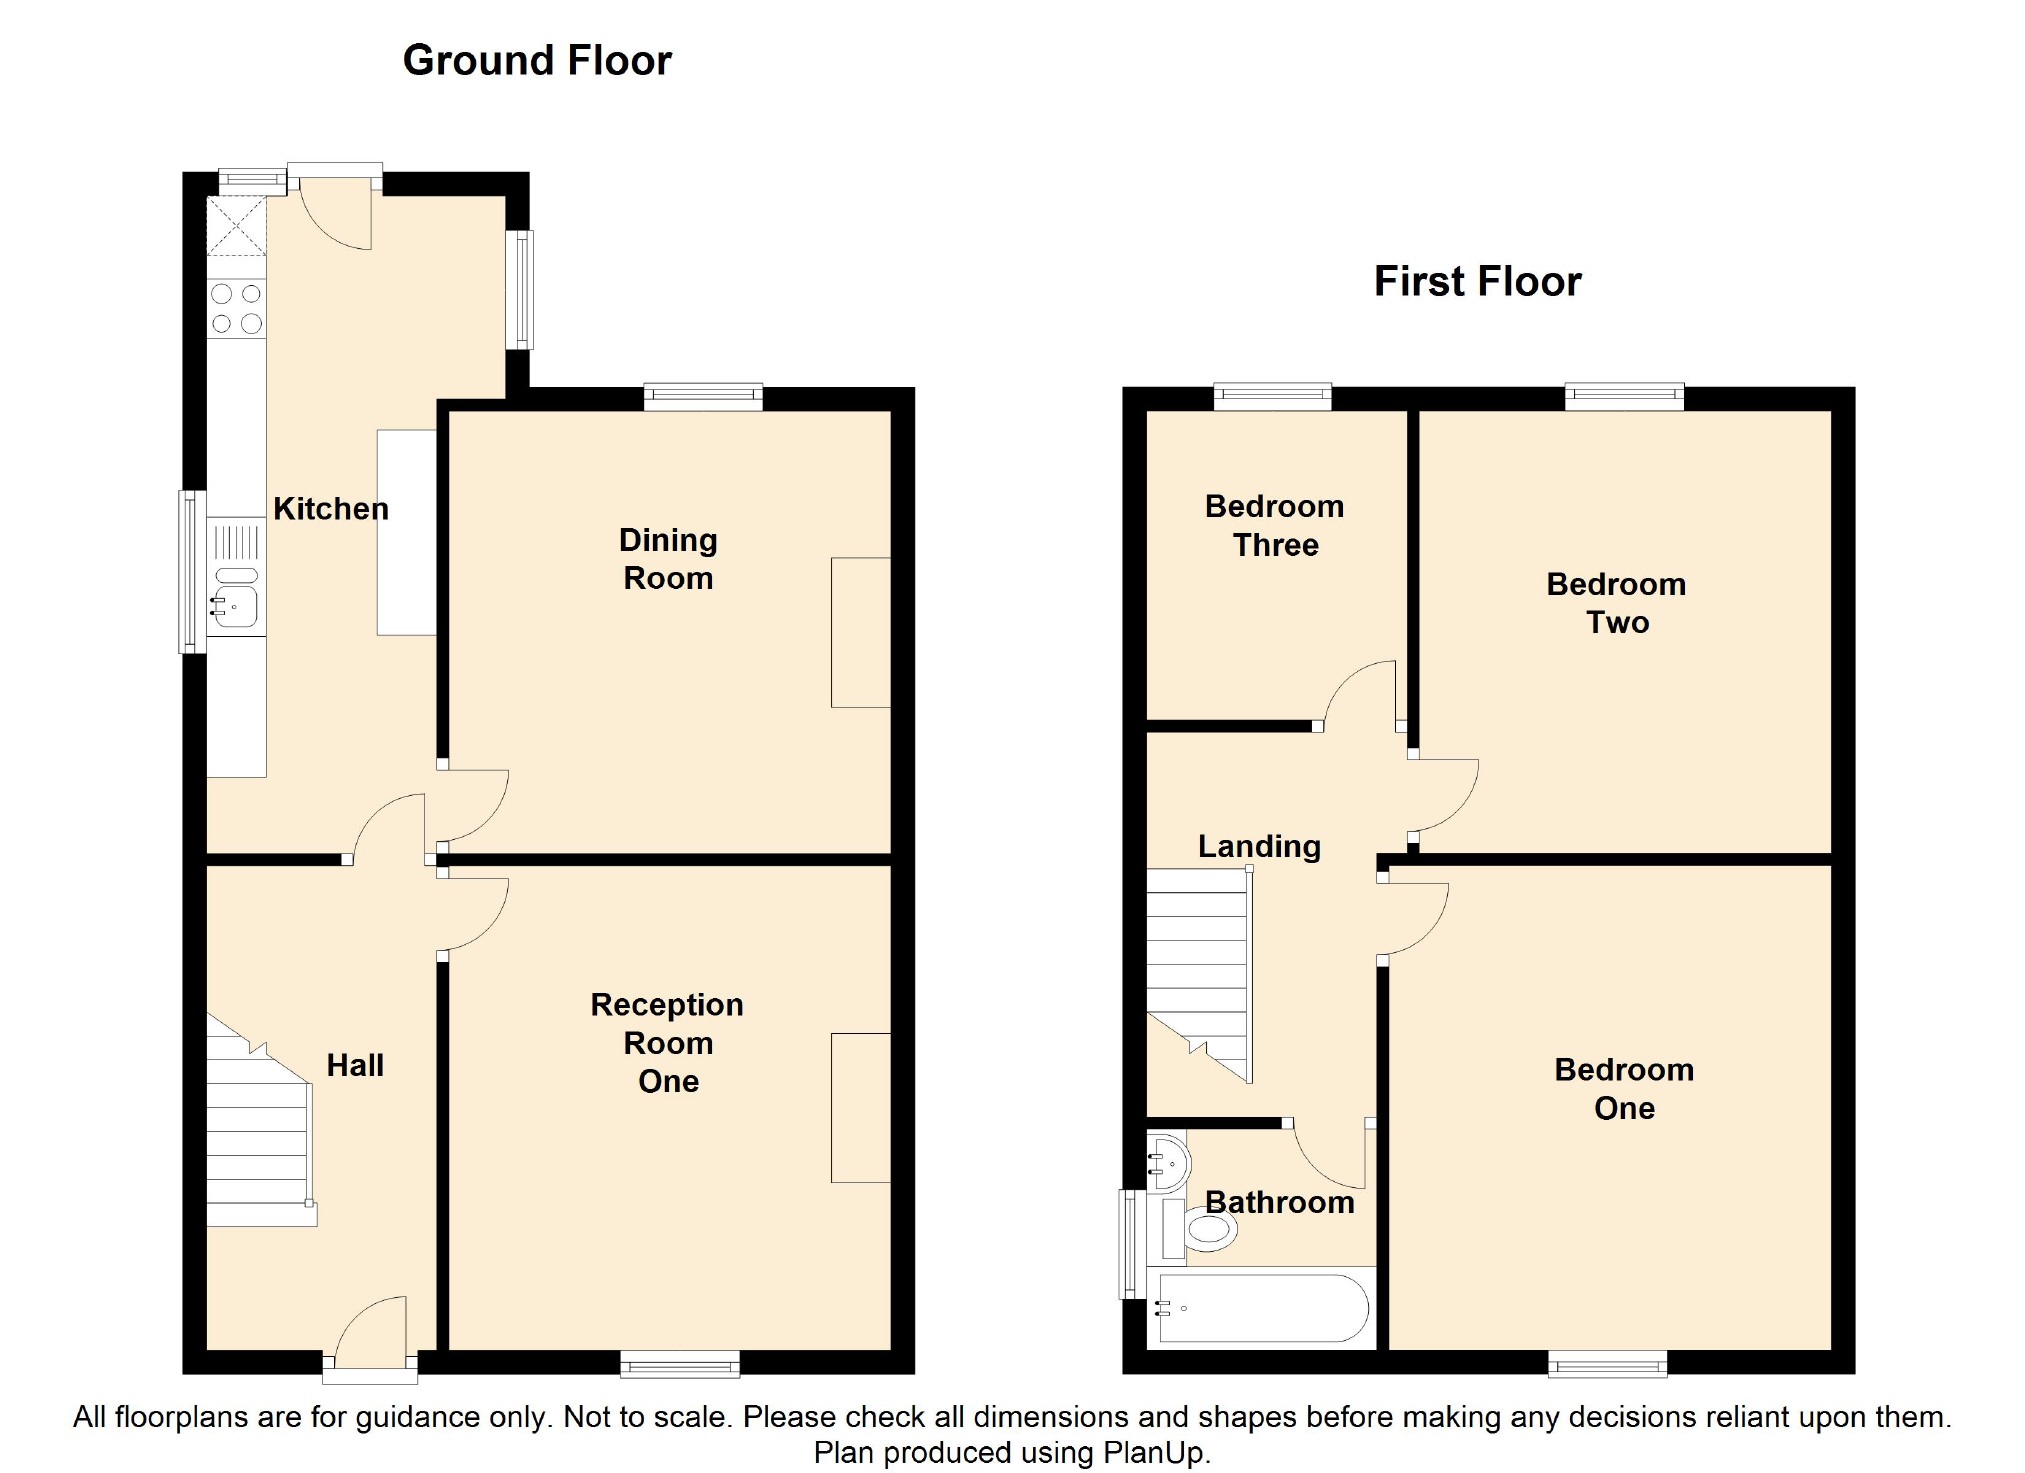 Ground Floor
First Floor
Kitchen
Dining
Room
Reception
Room
One
Hall
Bedroom
Three
Bedroom
Two
Landing
Bedroom
One
Bathroom
All floorplans are for guidance only. Not to scale. Please check all dimensions and shapes before making any decisions reliant upon them.
Plan produced using PlanUp.